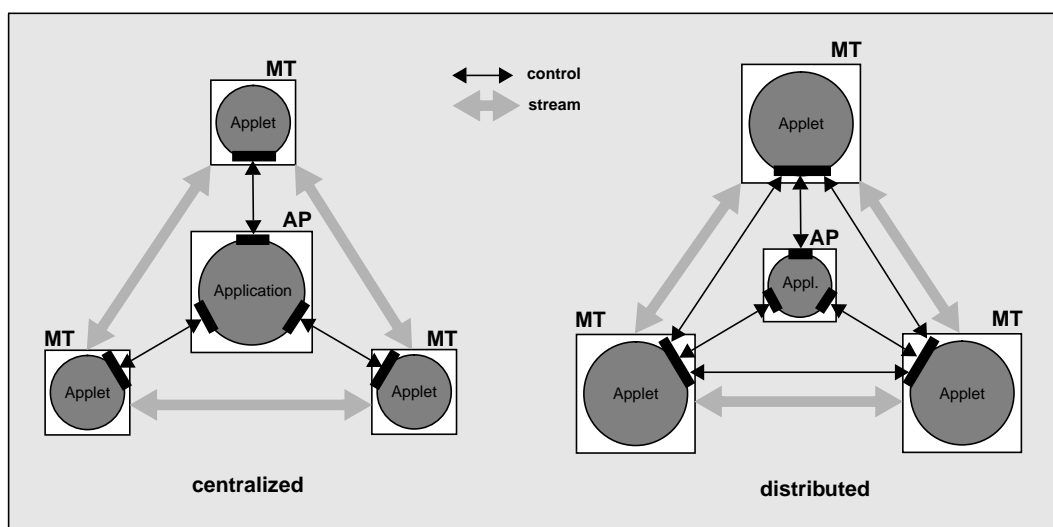 MT
Applet
control
stream
AP
Application
MT
Applet
MT
Applet
centralized
MT
Applet
AP
Appl.
MT
Applet
MT
Applet
distributed